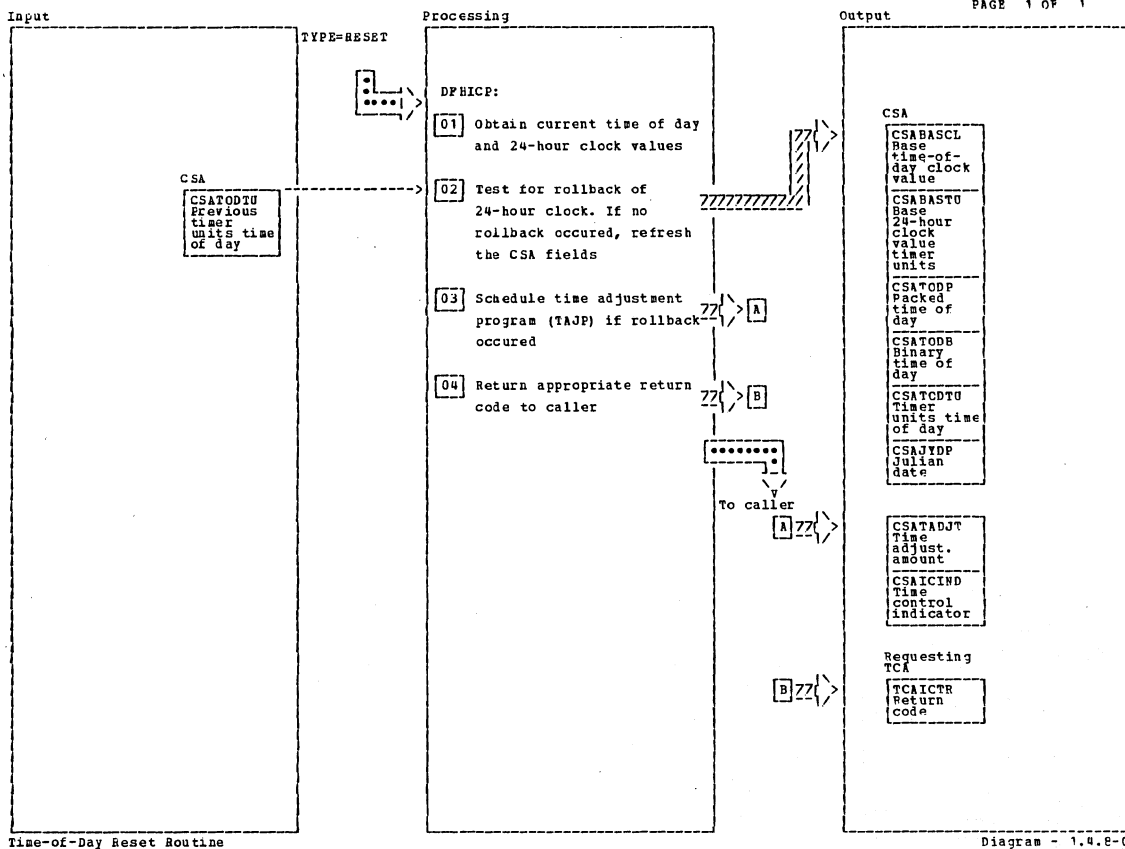 PAGE 1 OF 1
Input
Processing
Output
TYPE=RESET
DFHICP:
01 Obtain current time of day
and 24-hour clock values
CSA
CSATODTU
Previous
timer
units time
of day
02 Test for rollback of
24-hour clock. If no
rollback occured, refresh
the CSA fields
03 Schedule time adjustment
program (TAJP) if rollback
occured
A
04 Return appropriate return
code to caller
B
To caller
CSA
CSABASCL
Base
time-of-
day clock
value
CSABASTU
Base
24-hour
clock
value
timer
units
CSATODP
Packed
time of
day
CSATODB
Binary
time of
day
CSATCDTU
Timer
units time
of day
CSAJYDP
Julian
date
A
CSATADJT
Time
adjust.
amount
CSAICIND
Time
control
indicator
Requesting
TCA
B
TCAICTR
Return
code
Time-of-Day Reset Routine
Diagram - 1.4.8-0